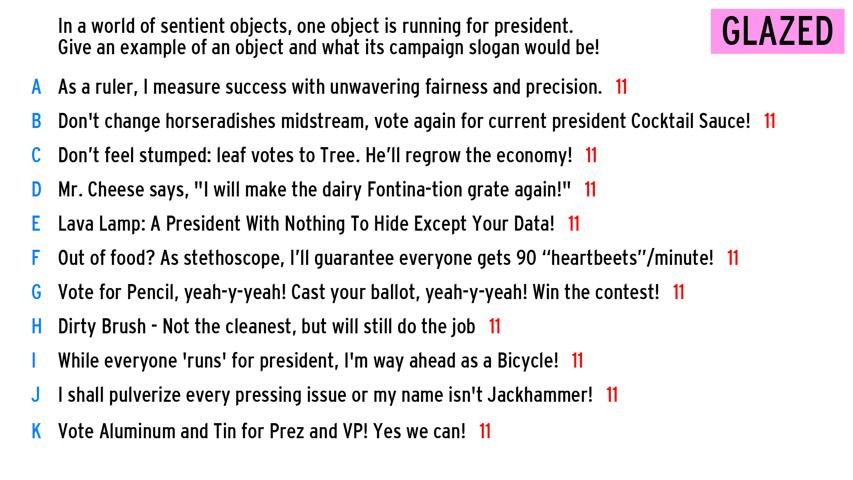 In a world of sentient objects, one object is running for president.
Give an example of an object and what its campaign slogan would be!
GLAZED
A As a ruler, I measure success with unwavering fairness and precision. 11
B Don't change horseradishes midstream, vote again for current president Cocktail Sauce! 11
C Don’t feel stumped: leaf votes to Tree. He’ll regrow the economy! 11
D Mr. Cheese says, "I will make the dairy Fontina-tion grate again!" 11
E Lava Lamp: A President With Nothing To Hide Except Your Data! 11
F Out of food? As stethoscope, I’ll guarantee everyone gets 90 “heartbeets”/minute! 11
G Vote for Pencil, yeah-y-yeah! Cast your ballot, yeah-y-yeah! Win the contest! 11
H Dirty Brush - Not the cleanest, but will still do the job 11
I While everyone 'runs' for president, I'm way ahead as a Bicycle! 11
J I shall pulverize every pressing issue or my name isn't Jackhammer! 11
K Vote Aluminum and Tin for Prez and VP! Yes we can! 11